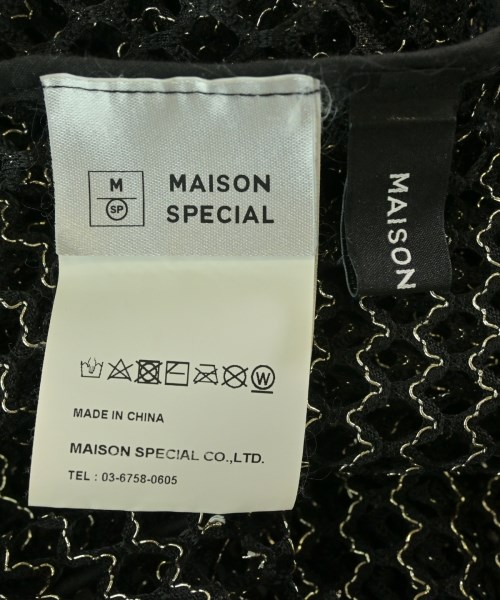 M
SP
MAISON
SPECIAL
MAISON
W
MADE IN CHINA
MAISON SPECIAL CO.,LTD.
TEL : 03-6758-0605